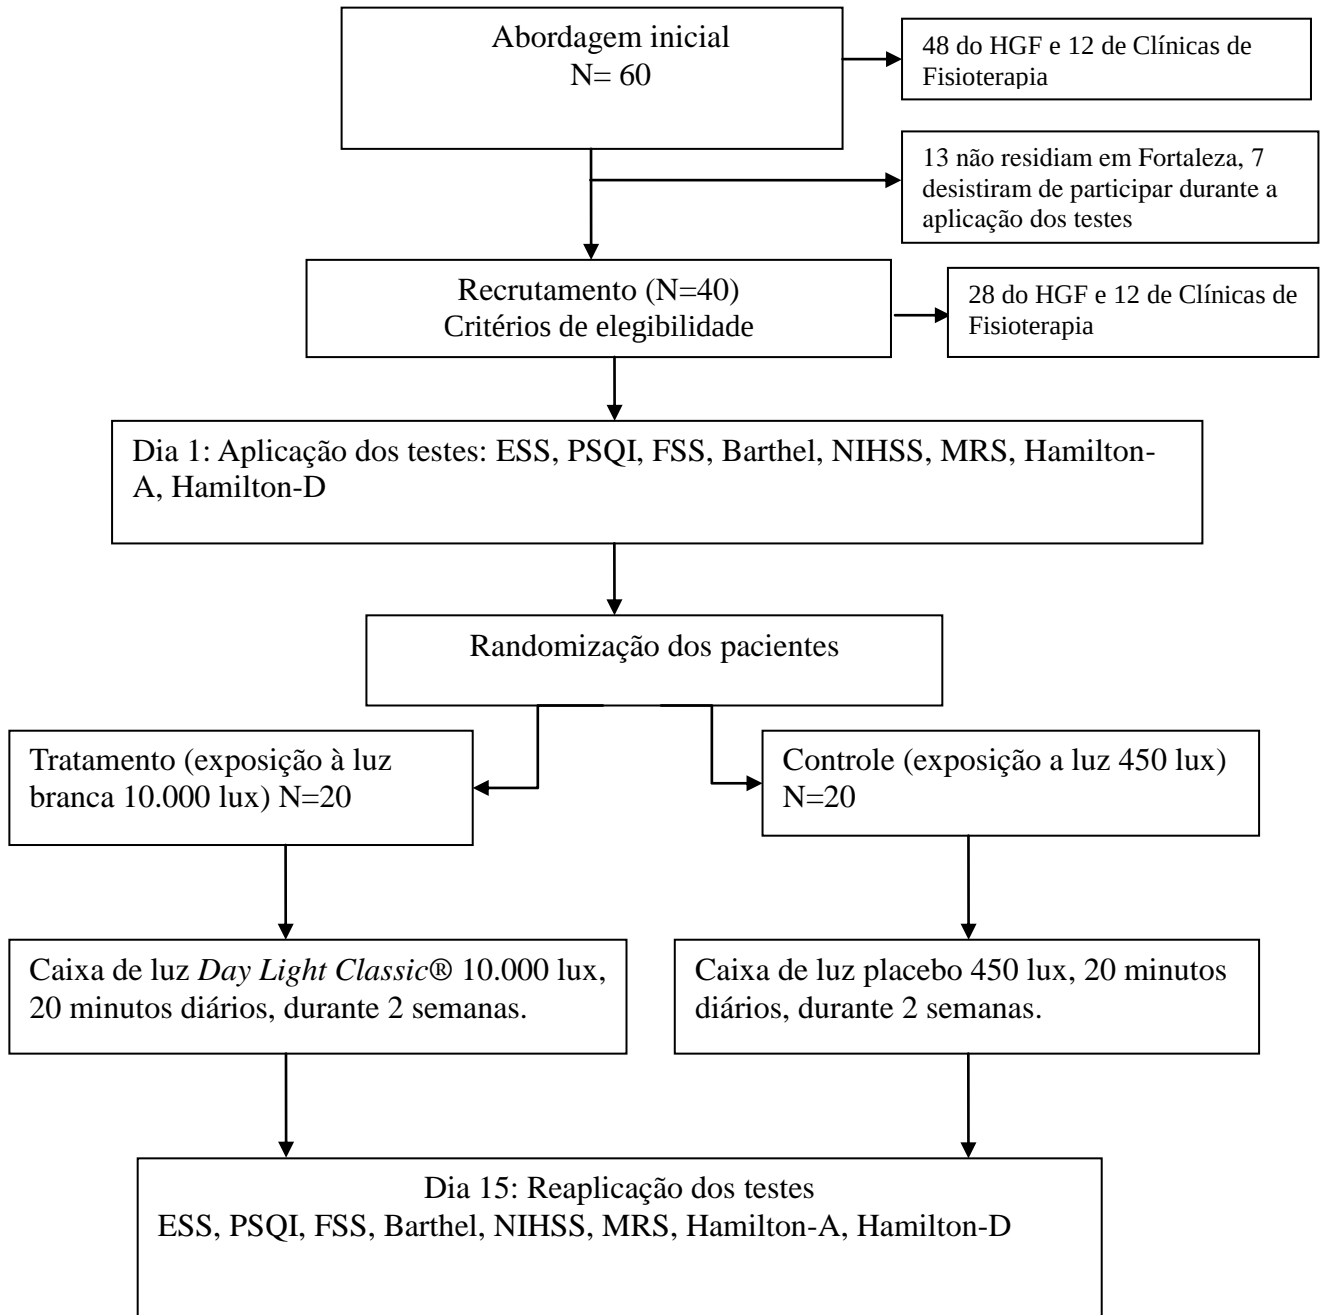 Abordagem inicial
N= 60
48 do HGF e 12 de Clínicas de
Fisioterapia
13 não residiam em Fortaleza, 7
desistiram de participar durante a
aplicação dos testes
Recrutamento (N=40)
Critérios de elegibilidade
28 do HGF e 12 de Clínicas de
Fisioterapia
Dia 1: Aplicação dos testes: ESS, PSQI, FSS, Barthel, NIHSS, MRS, Hamilton-
A, Hamilton-D
Randomização dos pacientes
Tratamento (exposição à luz
branca 10.000 lux) N=20
Controle (exposição a luz 450 lux)
N=20
Caixa de luz Day Light Classic® 10.000 lux,
20 minutos diários, durante 2 semanas.
Caixa de luz placebo 450 lux, 20 minutos
diários, durante 2 semanas.
Dia 15: Reaplicação dos testes
ESS, PSQI, FSS, Barthel, NIHSS, MRS, Hamilton-A, Hamilton-D